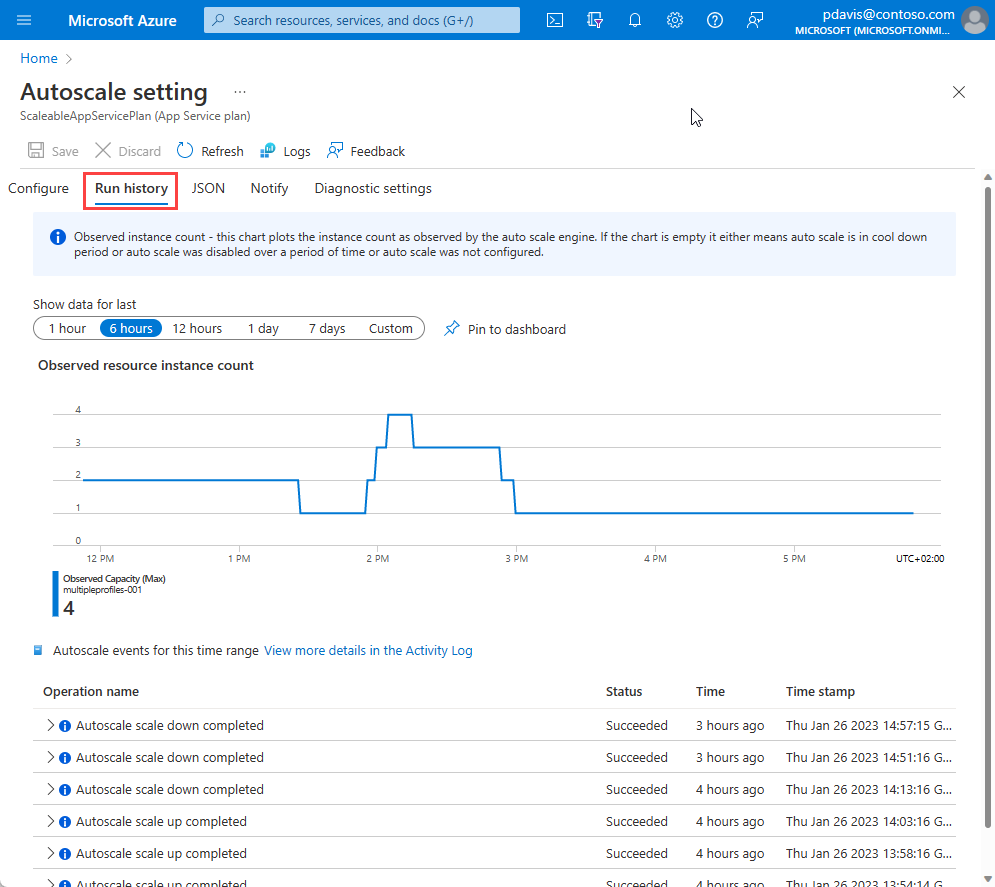 Microsoft Azure
Search resources, services, and docs (G+/)
pdavis@contoso.com
MICROSOFT (MICROSOFT.ONMI...
Home
Autoscale setting ...
ScaleableAppServicePlan (App Service plan)
Save Discard Refresh Logs Feedback
Configure Run history JSON Notify Diagnostic settings
Observed instance count - this chart plots the instance count as observed by the auto scale engine. If the chart is empty it either means auto scale is in cool down
period or auto scale was disabled over a period of time or auto scale was not configured.
Show data for last
1 hour 6 hours 12 hours 1 day 7 days Custom Pin to dashboard
Observed resource instance count
4
3
2
1
0
12 PM 1 PM 2 PM 3 PM 4 PM 5 PM UTC+02:00
Observed Capacity (Max)
multipleprofiles-001
4
Autoscale events for this time range View more details in the Activity Log
Operation name Status Time Time stamp
Autoscale scale down completed Succeeded 3 hours ago Thu Jan 26 2023 14:57:15 G...
Autoscale scale down completed Succeeded 3 hours ago Thu Jan 26 2023 14:51:16 G...
Autoscale scale down completed Succeeded 4 hours ago Thu Jan 26 2023 14:13:16 G...
Autoscale scale up completed Succeeded 4 hours ago Thu Jan 26 2023 14:03:16 G...
Autoscale scale up completed Succeeded 4 hours ago Thu Jan 26 2023 13:58:16 G...
Autoscale scale up completed Succeeded 4 hours ago Thu Jan 26 2023 13:54:14 G...